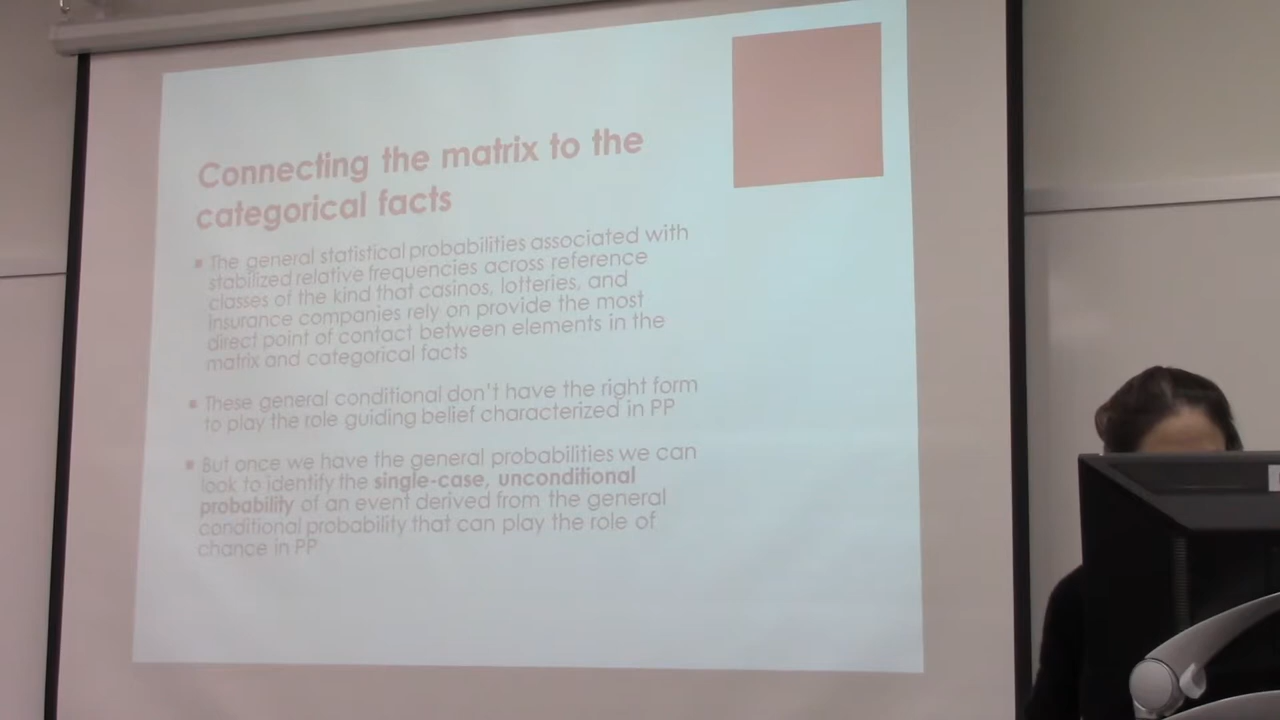 Connecting the matrix to the
categorical facts
The general statistical probabilities associated with
stabilized relative frequencies across reference
classes of the kind that casinos, lotteries, and
insurance companies rely on provide the most
direct point of contact between elements in the
matrix and categorical facts
These general conditional don't have the right form
to play the role guiding belief characterized in PP
But once we have the general probabilities we can
look to identify the single-case, unconditional
probability of an event derived from the general
conditional probability that can play the role of
chance in PP